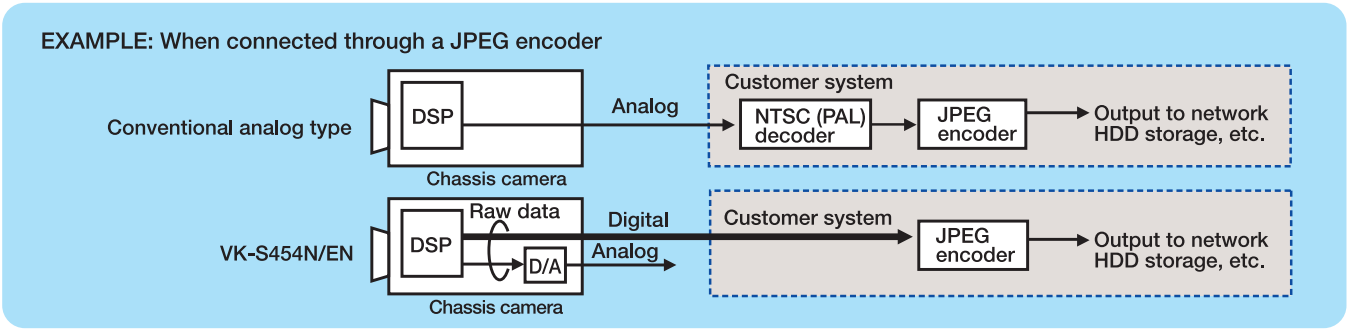 EXAMPLE: When connected through a JPEG encoder
Conventional analog type
DSP
Chassis camera
Analog
Customer system
NTSC (PAL)
decoder
JPEG
encoder
Output to network
HDD storage, etc.
VK-S454N/EN
DSP
Raw data
D/A
Chassis camera
Digital
Analog
Customer system
JPEG
encoder
Output to network
HDD storage, etc.